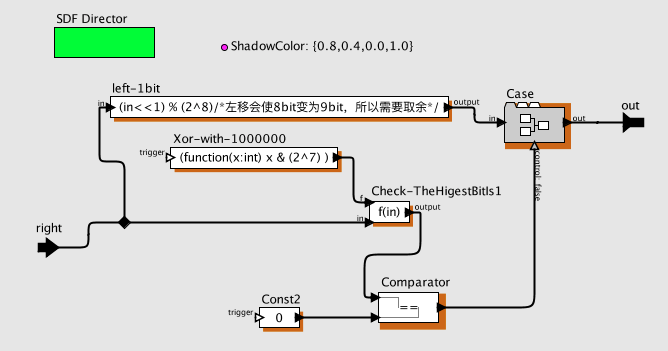 SDF Director
ShadowColor: {0.8,0.4,0.0,1.0}
left-1bit
Case
in
(in<<1) % (2^8)/*左移会使8bit变为9bit，所以需要取余*/
output
out
in
out
Xor-with-1000000
trigger
(function(x:int) x & (2^7) )
control: false
Check-TheHigestBitIs1
f
f(in)
output
in
right
Comparator
==
Const2
trigger
0